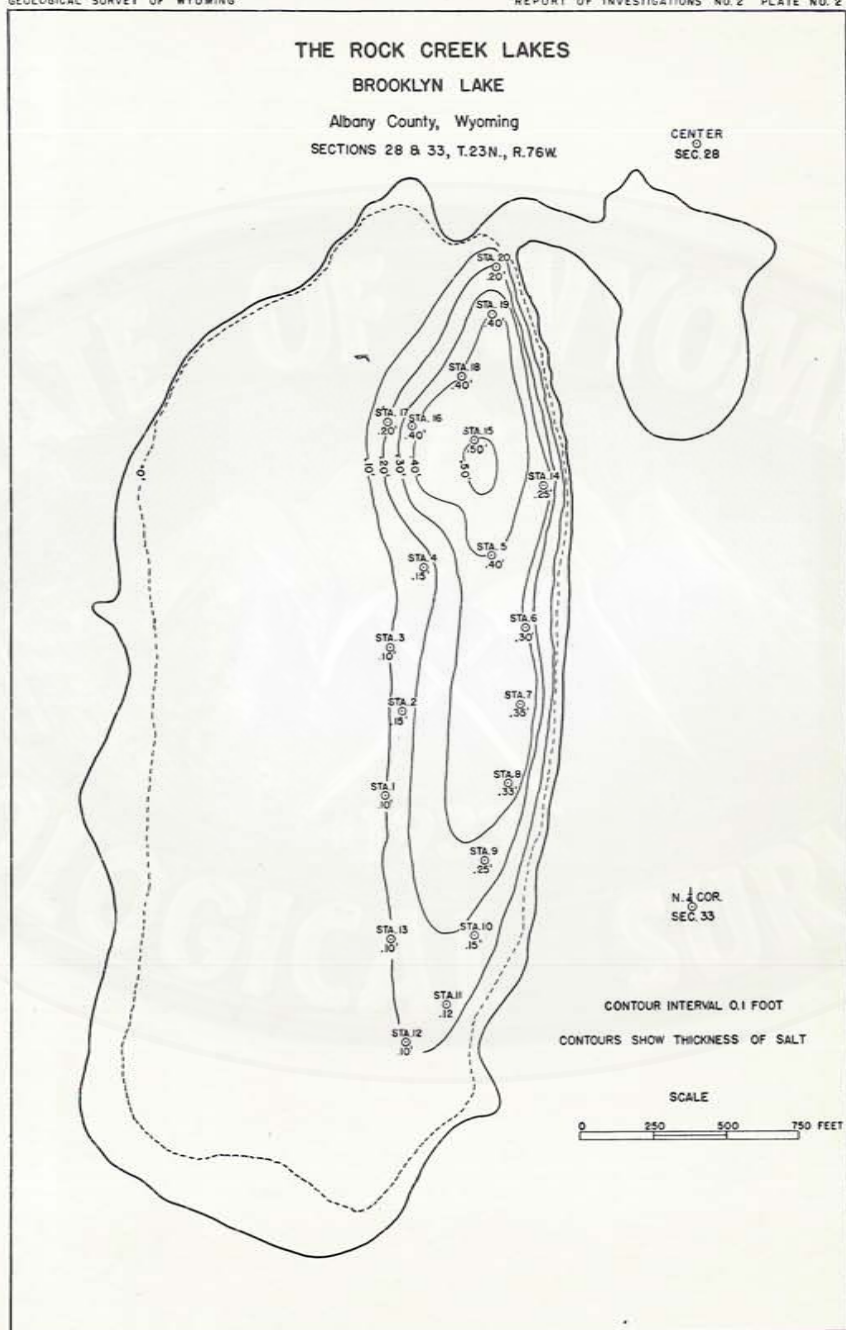 GEOLOGICAL SURVEY OF WYOMING
REPORT OF INVESTIGATIONS NO. 2 PLATE NO. 2
THE ROCK CREEK LAKES
BROOKLYN LAKE
Albany County, Wyoming
SECTIONS 28 & 33, T.23N., R.76W.
CENTER
SEC. 28
STA. 20
.20'
STA. 19
.40'
STA. 18
.40'
STA. 17
.20'
STA. 16
.40'
STA. 15
.50'
.10'
.20'
.30'
.40'
.50'
0'
STA. 14
.25'
STA. 5
.40'
STA. 4
.15'
STA. 6
.30'
STA. 3
.10'
STA. 7
.35'
STA. 2
.15'
STA. 8
.33'
STA. 1
.10'
STA. 9
.25'
N. ¼ COR.
SEC. 33
STA. 13
.10'
STA. 10
.15'
STA. 11
.12
STA. 12
.10'
CONTOUR INTERVAL 0.1 FOOT
CONTOURS SHOW THICKNESS OF SALT
SCALE
0 250 500 750 FEET